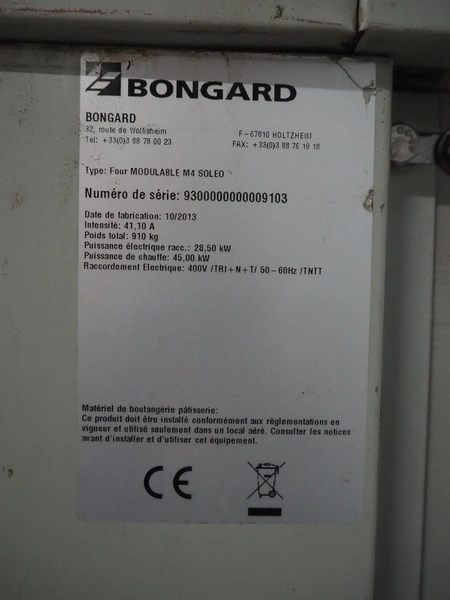 BONGARD
BONGARD
32, route de Wolfisheim F-67810 HOLTZHEIM
Tel: +33(0)3 88 78 00 23 FAX: +33(0)3 88 76 19 18
Type: Four MODULABLE M4 SOLEO
Numéro de série: 9300000000009103
Date de fabrication: 10/2013
Intensité: 41,10 A
Poids total: 910 kg
Puissance électrique racc.: 28,50 kW
Puissance de chauffe: 45,00 kW
Raccordement Electrique: 400V /TRI+N+T/ 50-60Hz /TNTT
Matériel de boulangerie pâtisserie:
Ce produit doit être installé conformément aux règlementations en
vigueur et utilisé seulement dans un local aéré. Consulter les notices
avant d'installer et d'utiliser cet équipement.
CE